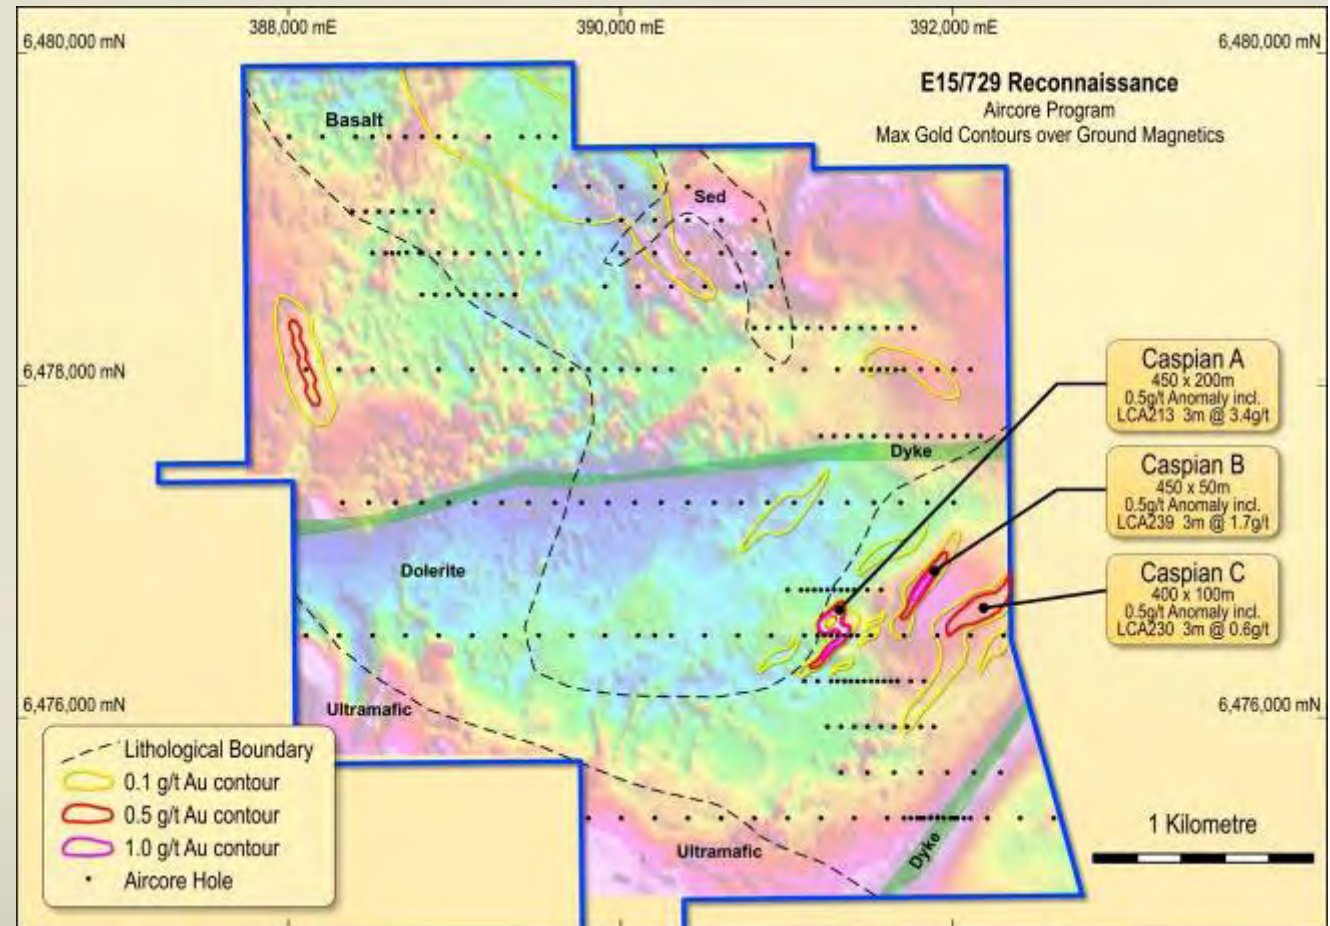 388,000 mE
390,000 mE
392,000 mE
6,480,000 mN
6,480,000 mN
E15/729 Reconnaissance
Aircore Program
Max Gold Contours over Ground Magnetics
Basalt
Sed
6,478,000 mN
Caspian A
450 x 200m
0.5g/t Anomaly incl.
LCA213 3m @ 3.4g/t
Dyke
Caspian B
450 x 50m
0.5g/t Anomaly incl.
LCA239 3m @ 1.7g/t
Dolerite
Caspian C
400 x 100m
0.5g/t Anomaly incl.
LCA230 3m @ 0.6g/t
Ultramafic
6,476,000 mN
6,476,000 mN
Lithological Boundary
0.1 g/t Au contour
0.5 g/t Au contour
1.0 g/t Au contour
Aircore Hole
Ultramafic
Dyke
1 Kilometre